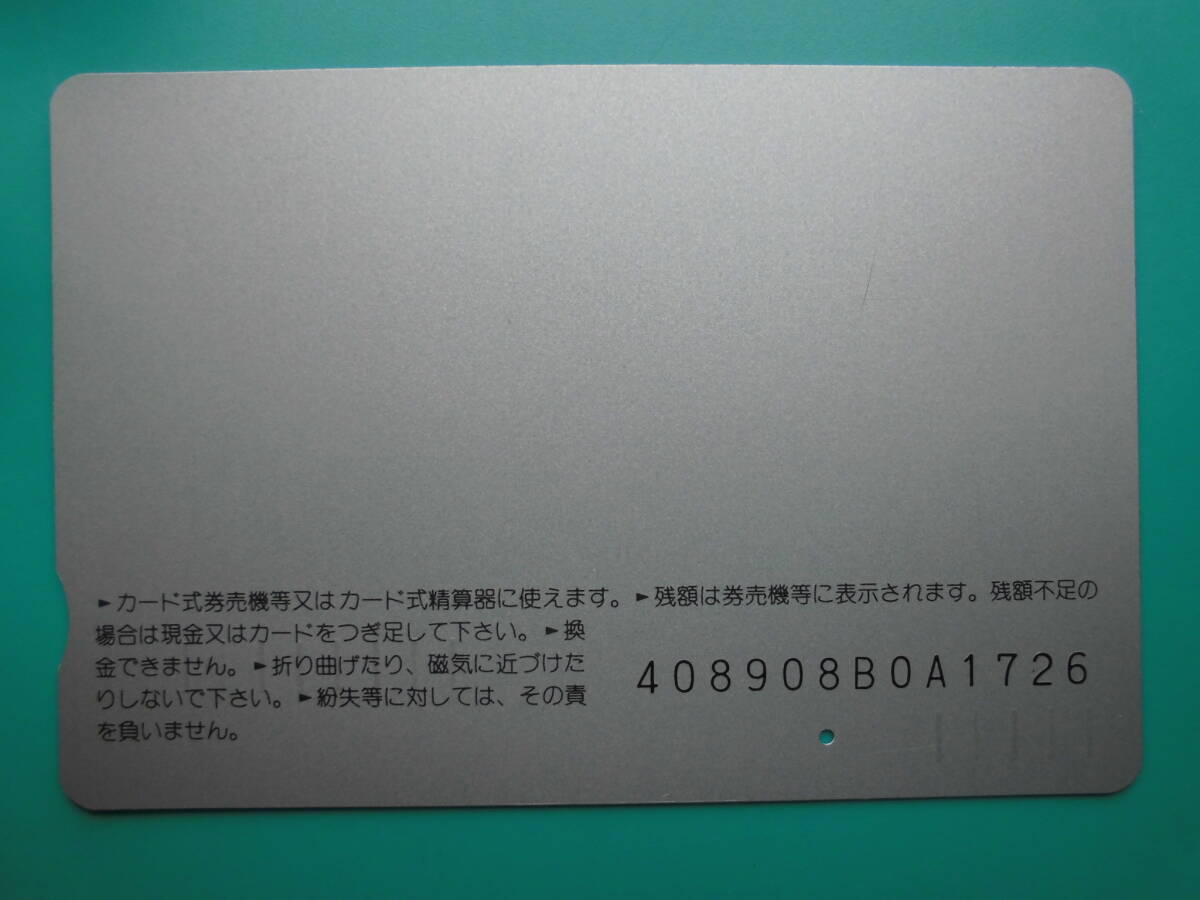 ►カード式券売機等又はカード式精算器に使えます。►残額は券売機等に表示されます。残額不足の
場合は現金又はカードをつぎ足して下さい。►換
金できません。►折り曲げたり、磁気に近づけた
りしないで下さい。►紛失等に対しては、その責
を負いません。
408908B0A1726